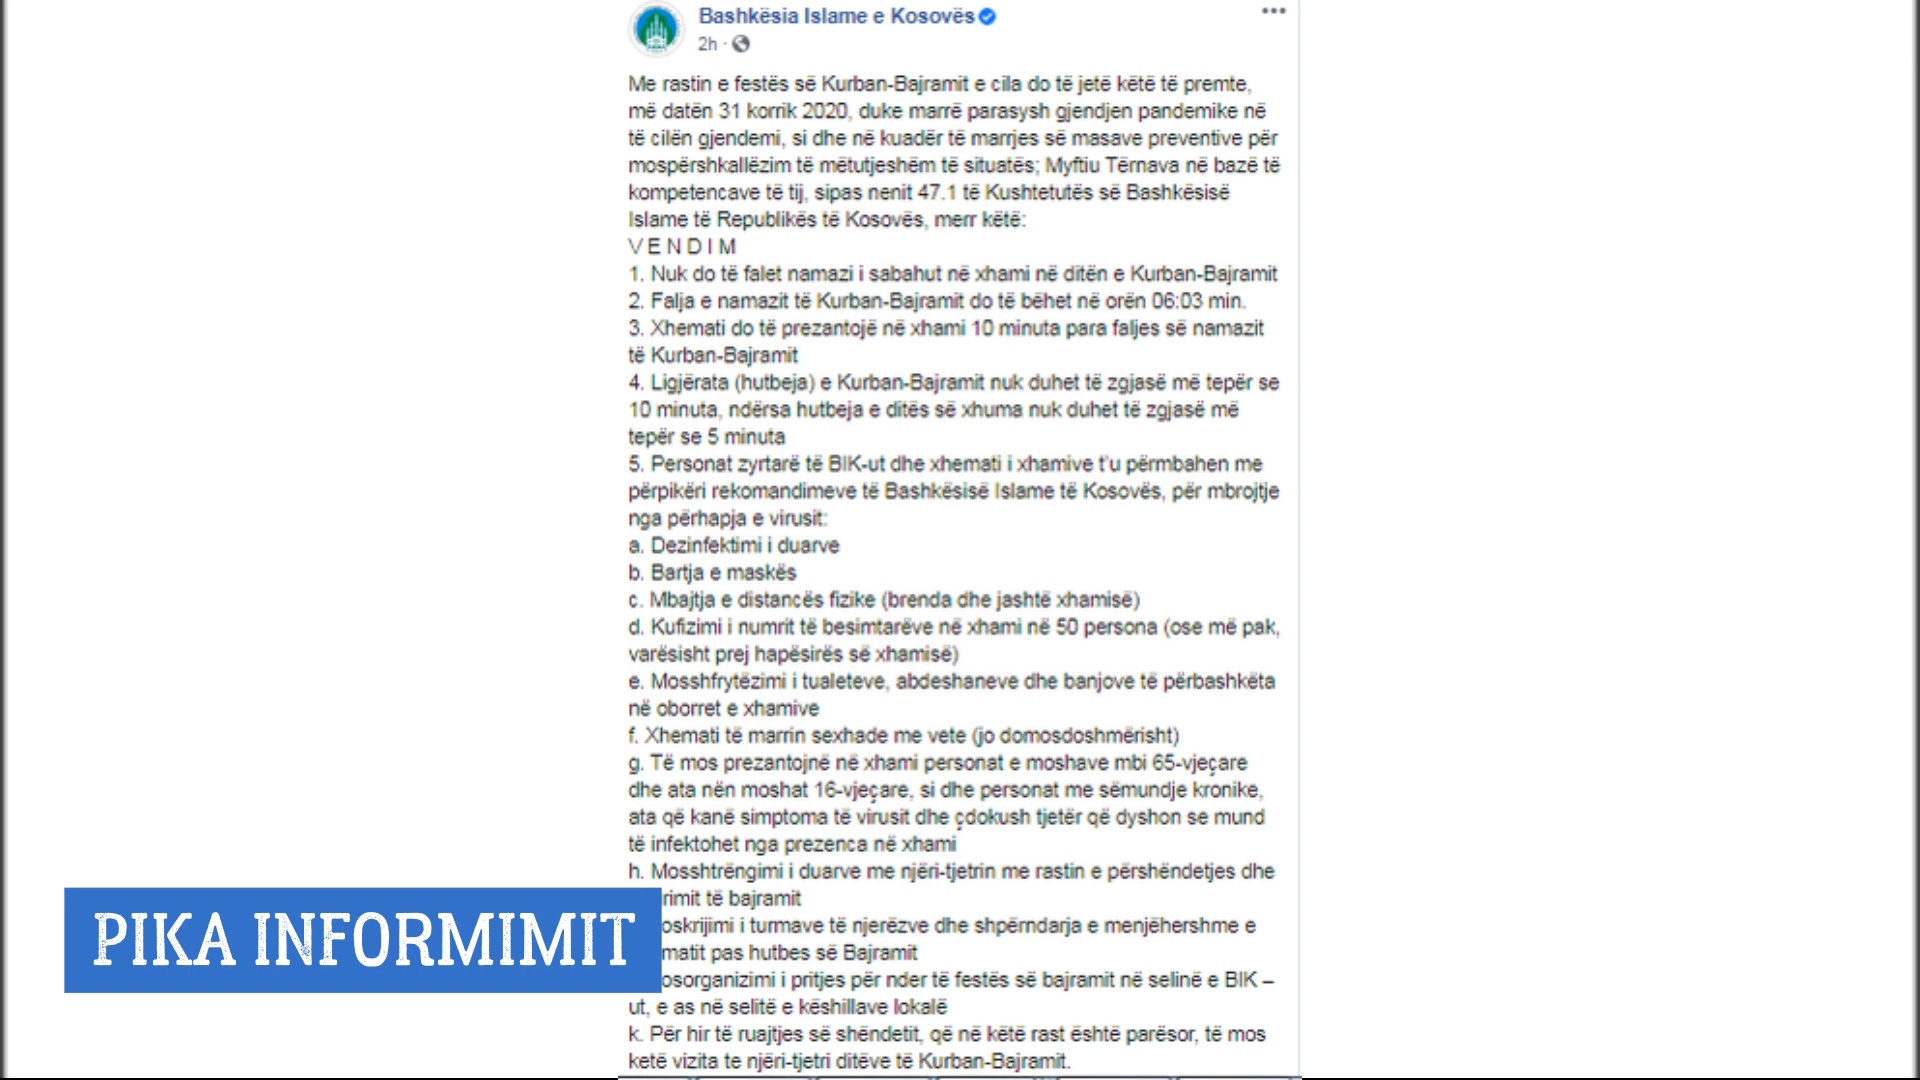 Bashkësia Islame e Kosovës
2h ·
Me rastin e festës së Kurban-Bajramit e cila do të jetë këtë të premte,
më datën 31 korrik 2020, duke marrë parasysh gjendjen pandemike në
të cilën gjendemi, si dhe në kuadër të marrjes së masave preventive për
mospërshkallëzim të mëtutjeshëm të situatës; Myftiu Tërnava në bazë të
kompetencave të tij, sipas nenit 47.1 të Kushtetutës së Bashkësisë
Islame të Republikës të Kosovës, merr këtë:
V E N D I M
1. Nuk do të falet namazi i sabahut në xhami në ditën e Kurban-Bajramit
2. Falja e namazit të Kurban-Bajramit do të bëhet në orën 06:03 min.
3. Xhemati do të prezantojë në xhami 10 minuta para faljes së namazit
të Kurban-Bajramit
4. Ligjërata (hutbeja) e Kurban-Bajramit nuk duhet të zgjasë më tepër se
10 minuta, ndërsa hutbeja e ditës së xhuma nuk duhet të zgjasë më
tepër se 5 minuta
5. Personat zyrtarë të BIK-ut dhe xhemati i xhamive t'u përmbahen me
përpikëri rekomandimeve të Bashkësisë Islame të Kosovës, për mbrojtje
nga përhapja e virusit:
a. Dezinfektimi i duarve
b. Bartja e maskës
c. Mbajtja e distancës fizike (brenda dhe jashtë xhamisë)
d. Kufizimi i numrit të besimtarëve në xhami në 50 persona (ose më pak,
varësisht prej hapësirës së xhamisë)
e. Mosshfrytëzimi i tualeteve, abdeshaneve dhe banjove të përbashkëta
në oborret e xhamive
f. Xhemati të marrin sexhade me vete (jo domosdoshmërisht)
g. Të mos prezantojnë në xhami personat e moshave mbi 65-vjeçare
dhe ata nën moshat 16-vjeçare, si dhe personat me sëmundje kronike,
ata që kanë simptoma të virusit dhe çdokush tjetër që dyshon se mund
të infektohet nga prezenca në xhami
h. Mosshtrëngimi i duarve me njëri-tjetrin me rastin e përshëndetjes dhe
rimit të bajramit
oskrijimi i turmave të njerëzve dhe shpërndarja e menjëhershme e
matit pas hutbes së Bajramit
osorganizimi i pritjes për nder të festës së bajramit në selinë e BIK –
ut, e as në selitë e këshillave lokalë
k. Për hir të ruajtjes së shëndetit, që në këtë rast është parësor, të mos
ketë vizita te njëri-tjetri ditëve të Kurban-Bajramit.
PIKA INFORMIMIT